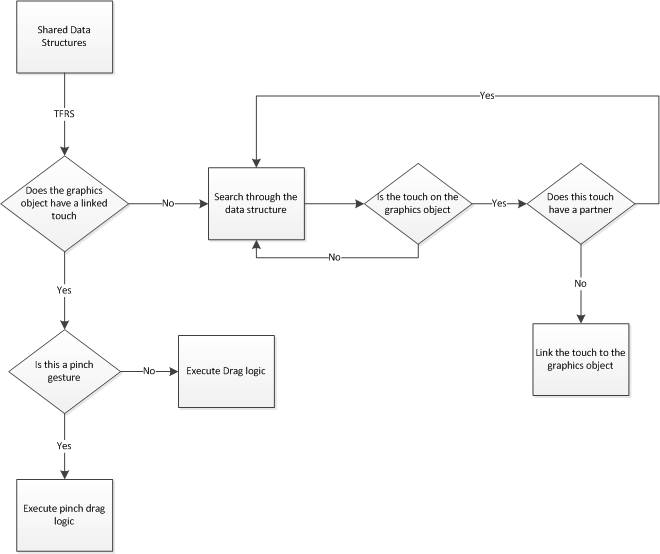 Shared Data
Structures
TFRS
Yes
Does the graphics
object have a linked
touch
No
Search through the
data structure
Is the touch on the
graphics object
Yes
Does this touch
have a partner
No
No
Link the touch to the
graphics object
Yes
Is this a pinch
gesture
No
Execute Drag logic
Yes
Execute pinch drag
logic